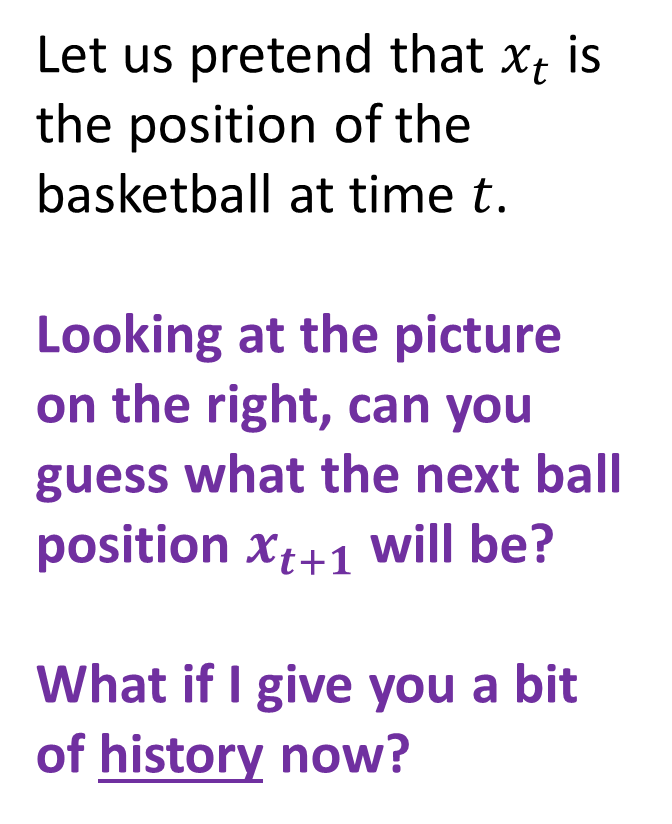 Let us pretend that $x_t$ is
the position of the
basketball at time $t$.
Looking at the picture
on the right, can you
guess what the next ball
position $x_{t+1}$ will be?
What if I give you a bit
of history now?